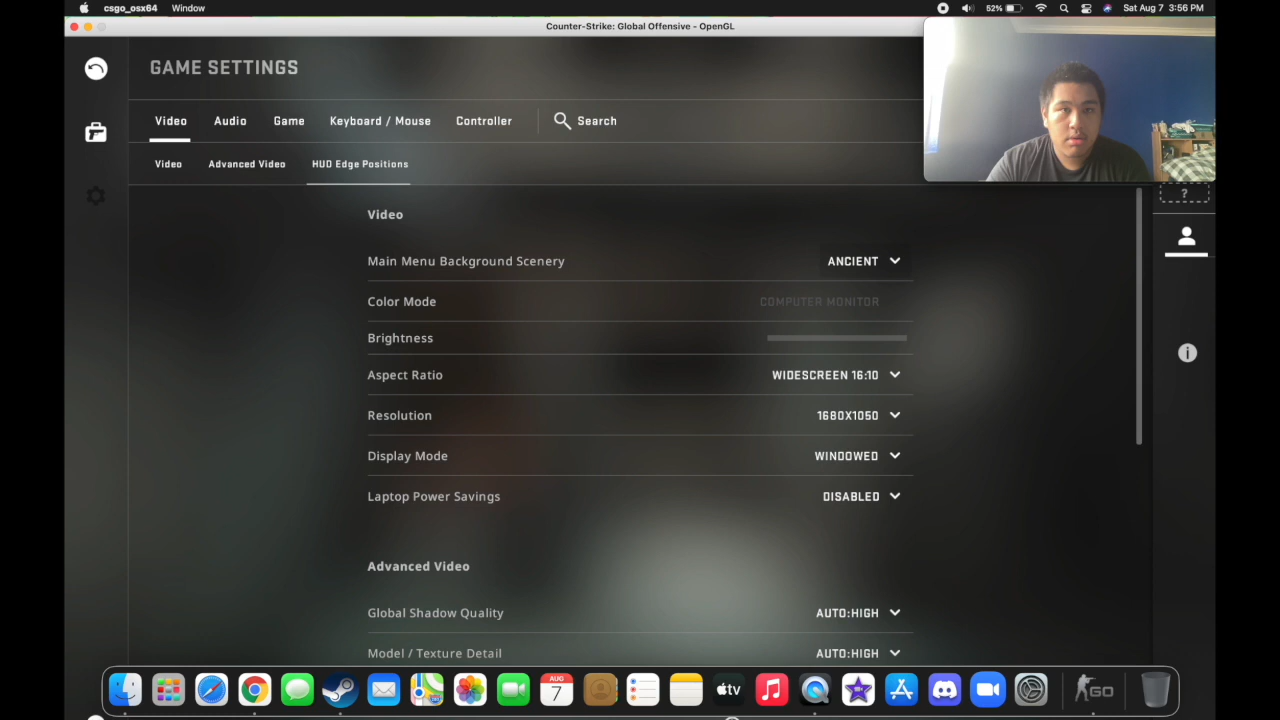 csgo_osx64 Window 52% Sat Aug 7 3:56 PM
Counter-Strike: Global Offensive - OpenGL
GAME SETTINGS
Video Audio Game Keyboard / Mouse Controller Search
Video Advanced Video HUD Edge Positions
?
Video
Main Menu Background Scenery ANCIENT
Color Mode COMPUTER MONITOR
Brightness
i
Aspect Ratio WIDESCREEN 16:10
Resolution 1680X1050
Display Mode WINDOWED
Laptop Power Savings DISABLED
Advanced Video
Global Shadow Quality AUTO:HIGH
Model / Texture Detail AUTO:HIGH
AUG
7
tv
GO